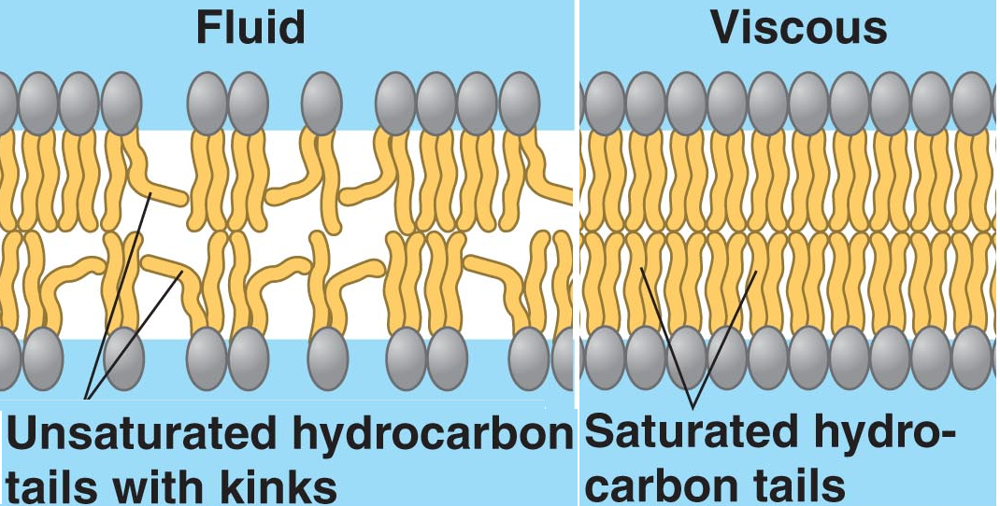 Fluid
Viscous
Unsaturated hydrocarbon
tails with kinks
Saturated hydro-
carbon tails